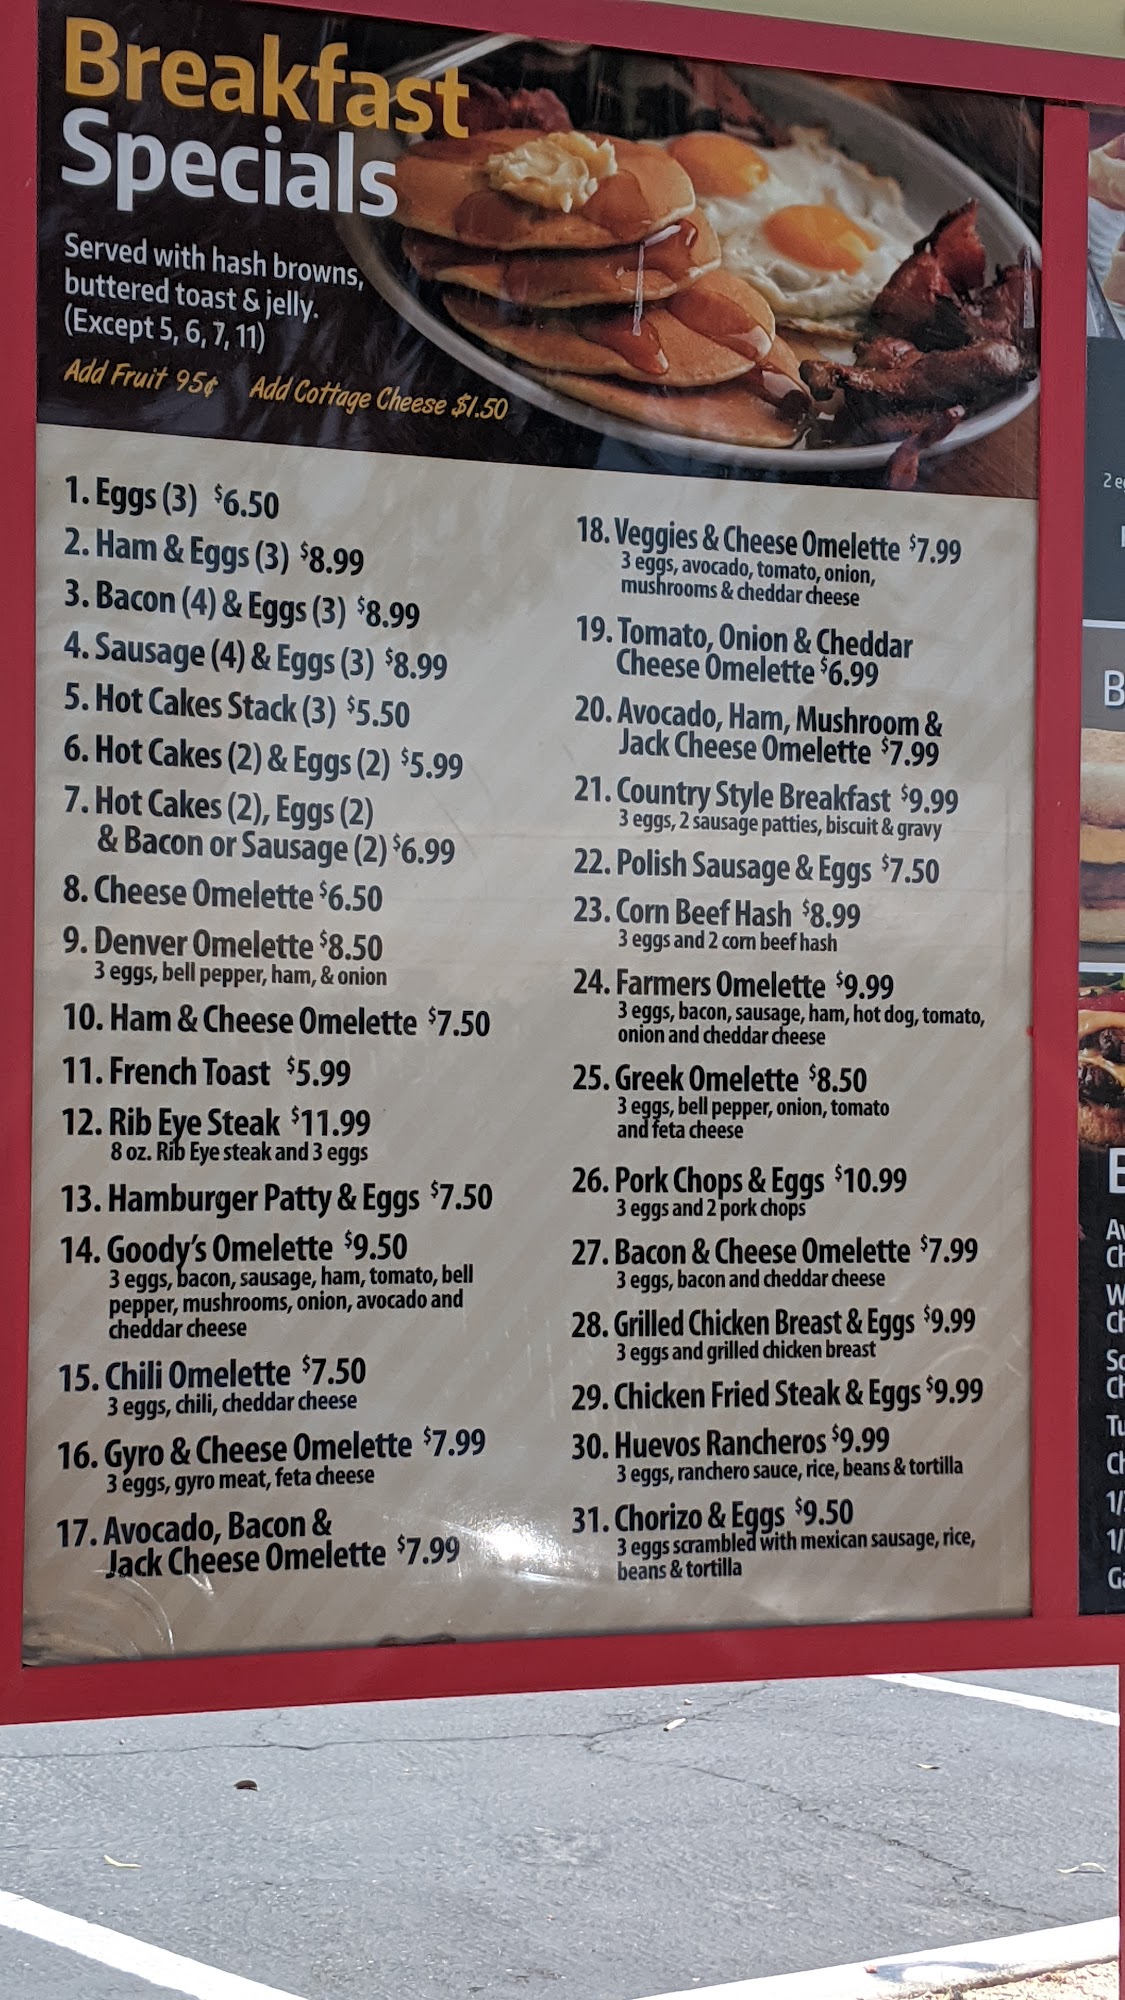 Breakfast
Specials
Served with hash browns,
buttered toast & jelly.
(Except 5, 6, 7, 11)
Add Fruit 95¢ Add Cottage Cheese $1.50
1. Eggs (3) $6.50
2. Ham & Eggs (3) $8.99
3. Bacon (4) & Eggs (3) $8.99
4. Sausage (4) & Eggs (3) $8.99
5. Hot Cakes Stack (3) $5.50
6. Hot Cakes (2) & Eggs (2) $5.99
7. Hot Cakes (2), Eggs (2)
& Bacon or Sausage (2) $6.99
8. Cheese Omelette $6.50
9. Denver Omelette $8.50
3 eggs, bell pepper, ham, & onion
10. Ham & Cheese Omelette $7.50
11. French Toast $5.99
12. Rib Eye Steak $11.99
8 oz. Rib Eye steak and 3 eggs
13. Hamburger Patty & Eggs $7.50
14. Goody's Omelette $9.50
3 eggs, bacon, sausage, ham, tomato, bell
pepper, mushrooms, onion, avocado and
cheddar cheese
15. Chili Omelette $7.50
3 eggs, chili, cheddar cheese
16. Gyro & Cheese Omelette $7.99
3 eggs, gyro meat, feta cheese
17. Avocado, Bacon &
Jack Cheese Omelette $7.99
18. Veggies & Cheese Omelette $7.99
3 eggs, avocado, tomato, onion,
mushrooms & cheddar cheese
19. Tomato, Onion & Cheddar
Cheese Omelette $6.99
20. Avocado, Ham, Mushroom &
Jack Cheese Omelette $7.99
21. Country Style Breakfast $9.99
3 eggs, 2 sausage patties, biscuit & gravy
22. Polish Sausage & Eggs $7.50
23. Corn Beef Hash $8.99
3 eggs and 2 corn beef hash
24. Farmers Omelette $9.99
3 eggs, bacon, sausage, ham, hot dog, tomato,
onion and cheddar cheese
25. Greek Omelette $8.50
3 eggs, bell pepper, onion, tomato
and feta cheese
26. Pork Chops & Eggs $10.99
3 eggs and 2 pork chops
27. Bacon & Cheese Omelette $7.99
3 eggs, bacon and cheddar cheese
28. Grilled Chicken Breast & Eggs $9.99
3 eggs and grilled chicken breast
29. Chicken Fried Steak & Eggs $9.99
30. Huevos Rancheros $9.99
3 eggs, ranchero sauce, rice, beans & tortilla
31. Chorizo & Eggs $9.50
3 eggs scrambled with mexican sausage, rice,
beans & tortilla